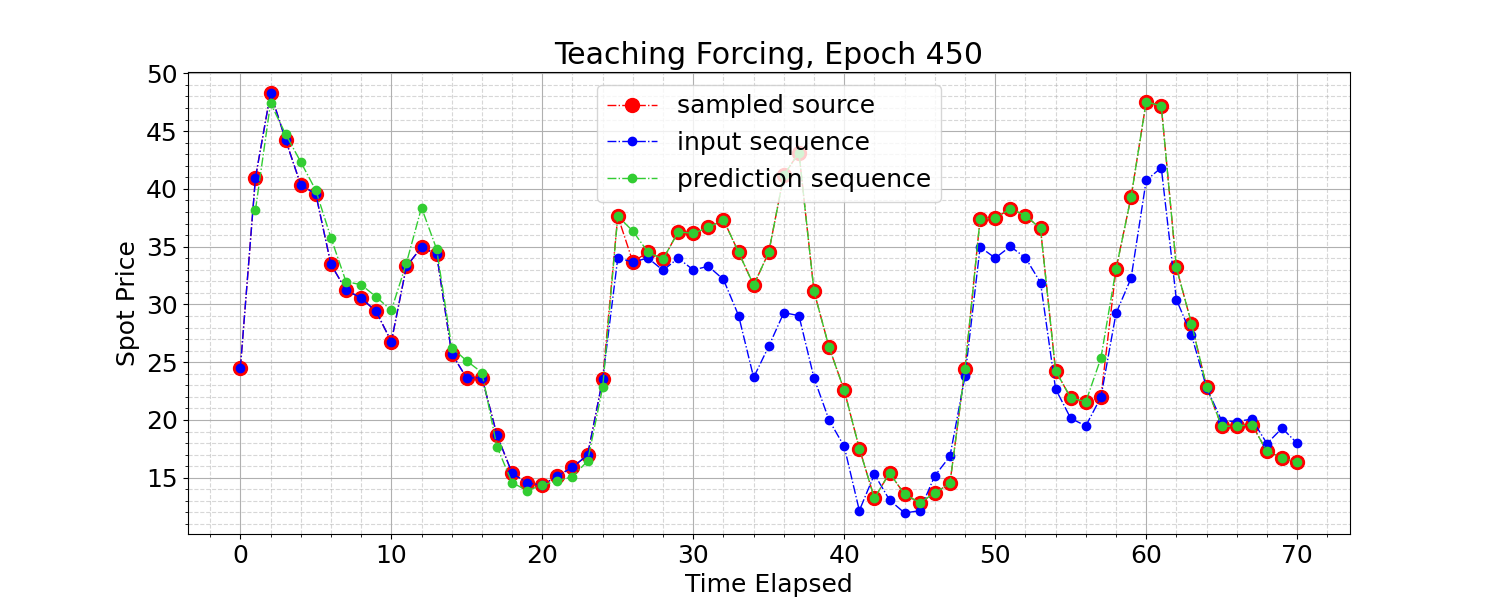 Teaching Forcing, Epoch 450
50
45
40
35
30
25
20
15
Spot Price
sampled source
input sequence
prediction sequence
0 10 20 30 40 50 60 70
Time Elapsed